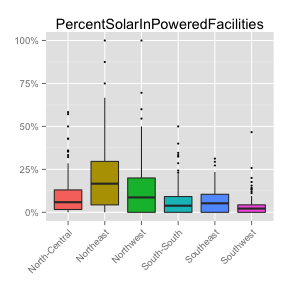 PercentSolarInPoweredFacilities
100%
75%
50%
25%
0%
North-Central
Northeast
Northwest
South-South
Southeast
Southwest